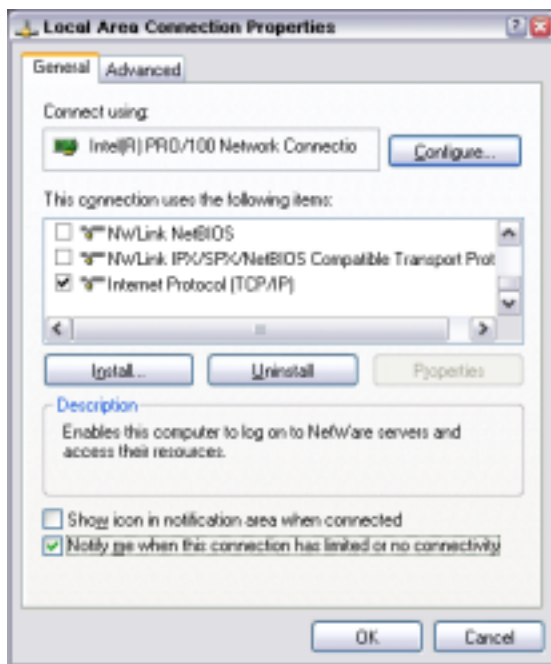 Local Area Connection Properties
General Advanced
Connect using:
Intel(R) PRO/100 Network Connectio
Configure...
This connection uses the following items:
NWLink NetBIOS
NWLink IPX/SPX/NetBIOS Compatible Transport Prot
Internet Protocol (TCP/IP)
Install... Uninstall Properties
Description
Enables this computer to log on to NetWare servers and
access their resources.
Show icon in notification area when connected
Notify me when this connection has limited or no connectivity
OK Cancel